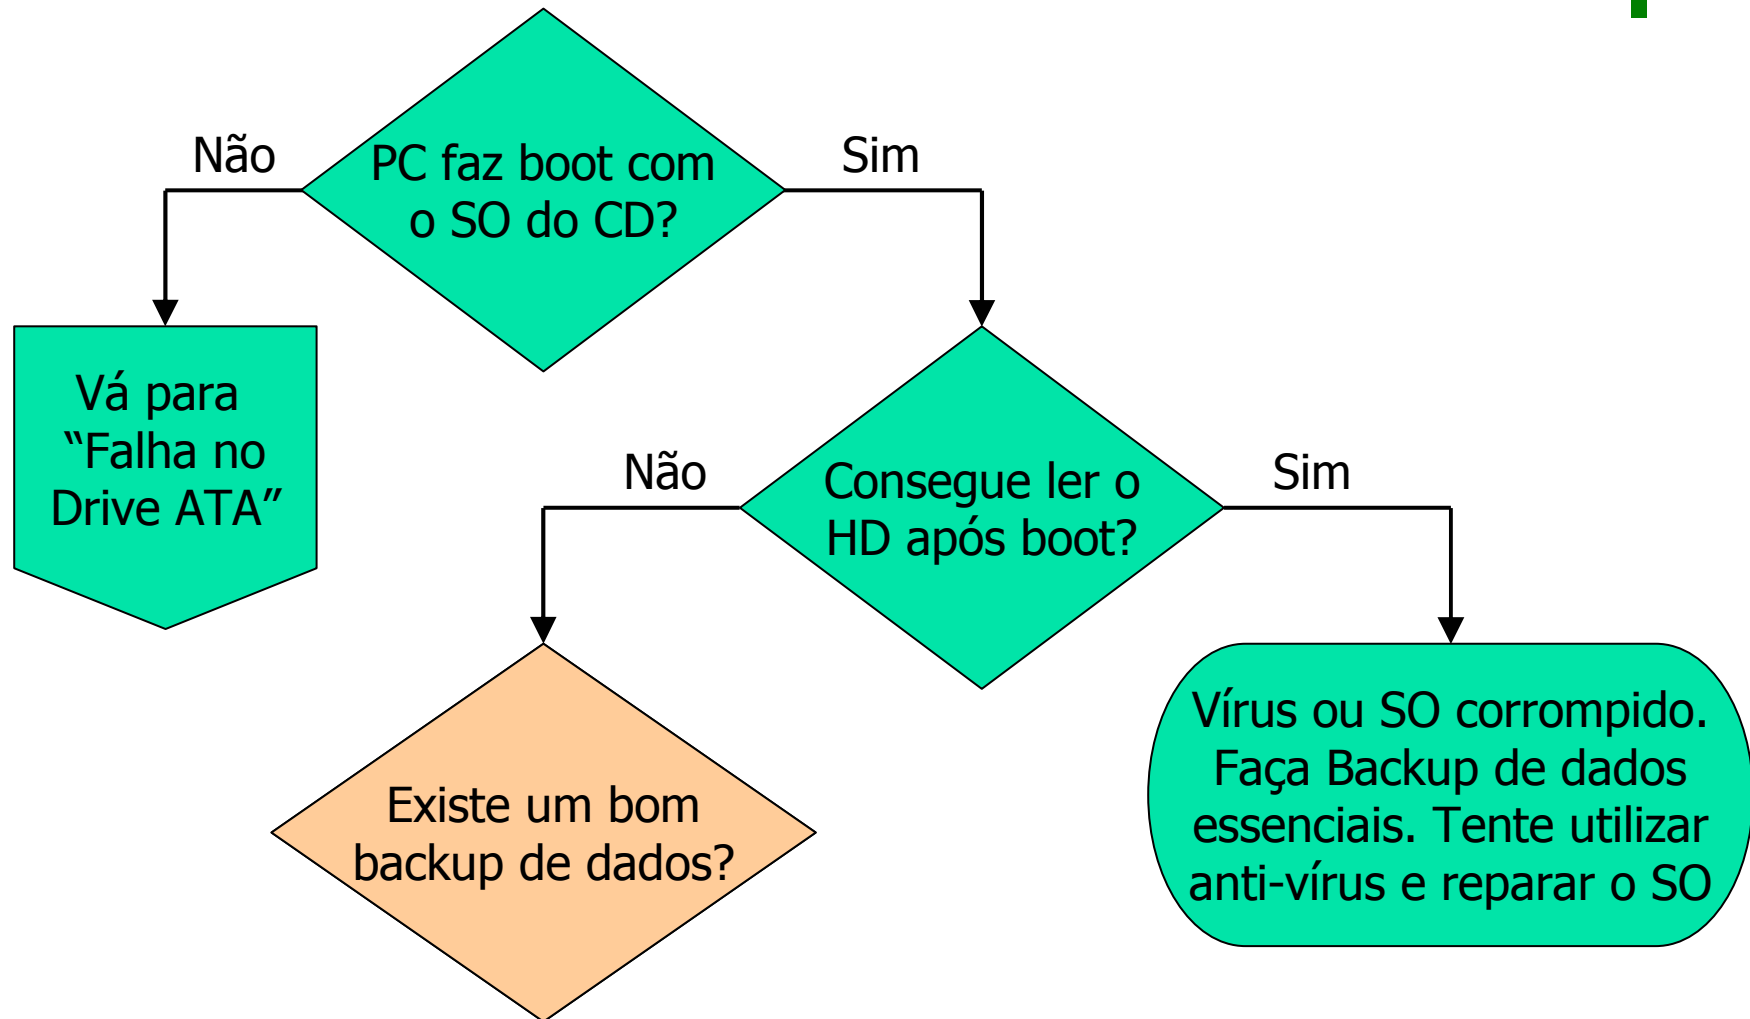 Não
Sim
PC faz boot com
o SO do CD?
Vá para
“Falha no
Drive ATA”
Não
Sim
Consegue ler o
HD após boot?
Existe um bom
backup de dados?
Vírus ou SO corrompido.
Faça Backup de dados
essenciais. Tente utilizar
anti-vírus e reparar o SO